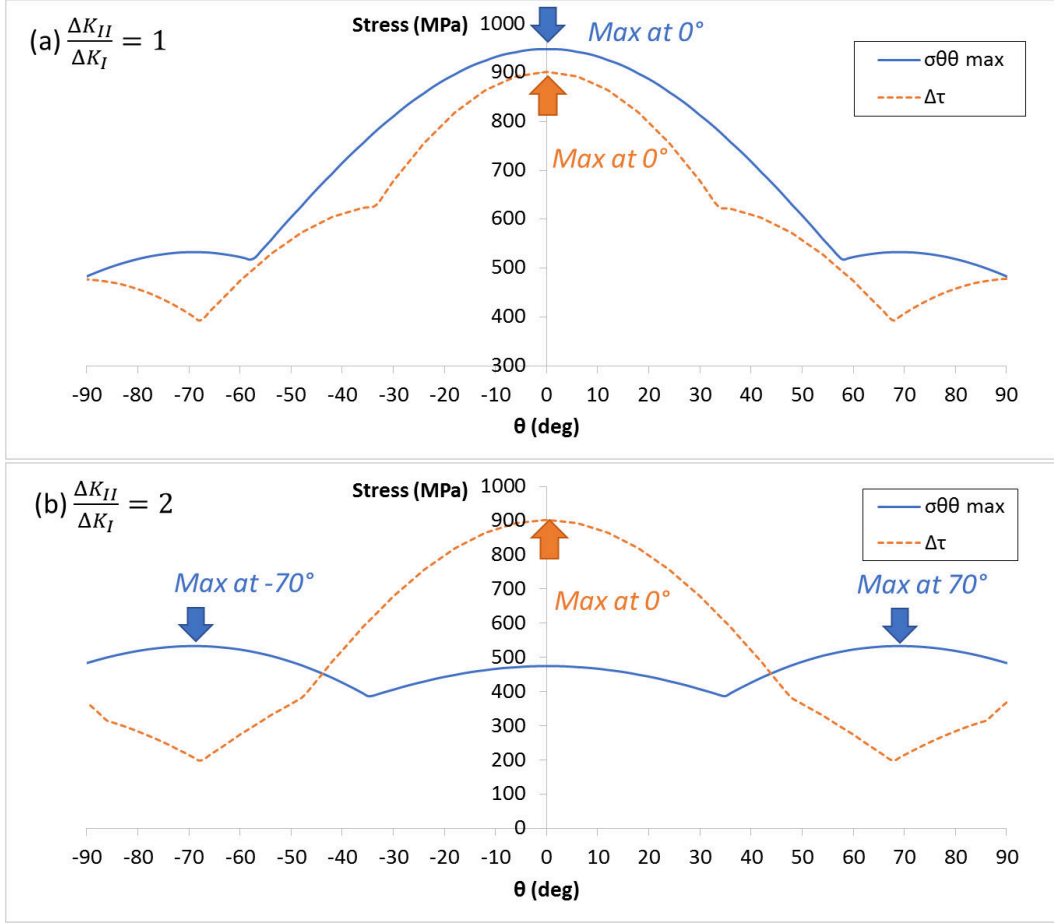 (a) ΔK_II/ΔK_I = 1
Stress (MPa)
Max at 0°
σθθ max
Δτ
Max at 0°
1000
900
800
700
600
500
400
300
-90 -80 -70 -60 -50 -40 -30 -20 -10 0 10 20 30 40 50 60 70 80 90
θ (deg)
(b) ΔK_II/ΔK_I = 2
Stress (MPa)
σθθ max
Δτ
Max at -70°
Max at 0°
Max at 70°
1000
900
800
700
600
500
400
300
200
100
0
-90 -80 -70 -60 -50 -40 -30 -20 -10 0 10 20 30 40 50 60 70 80 90
θ (deg)